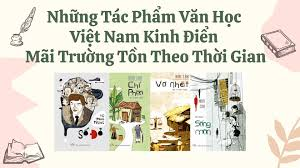 Những Tác Phẩm Văn Học
Việt Nam Kinh Điển
Mãi Trường Tồn Theo Thời Gian
SỐ ĐỎ
Chí Phèo
Vợ nhặt
Sống mòn